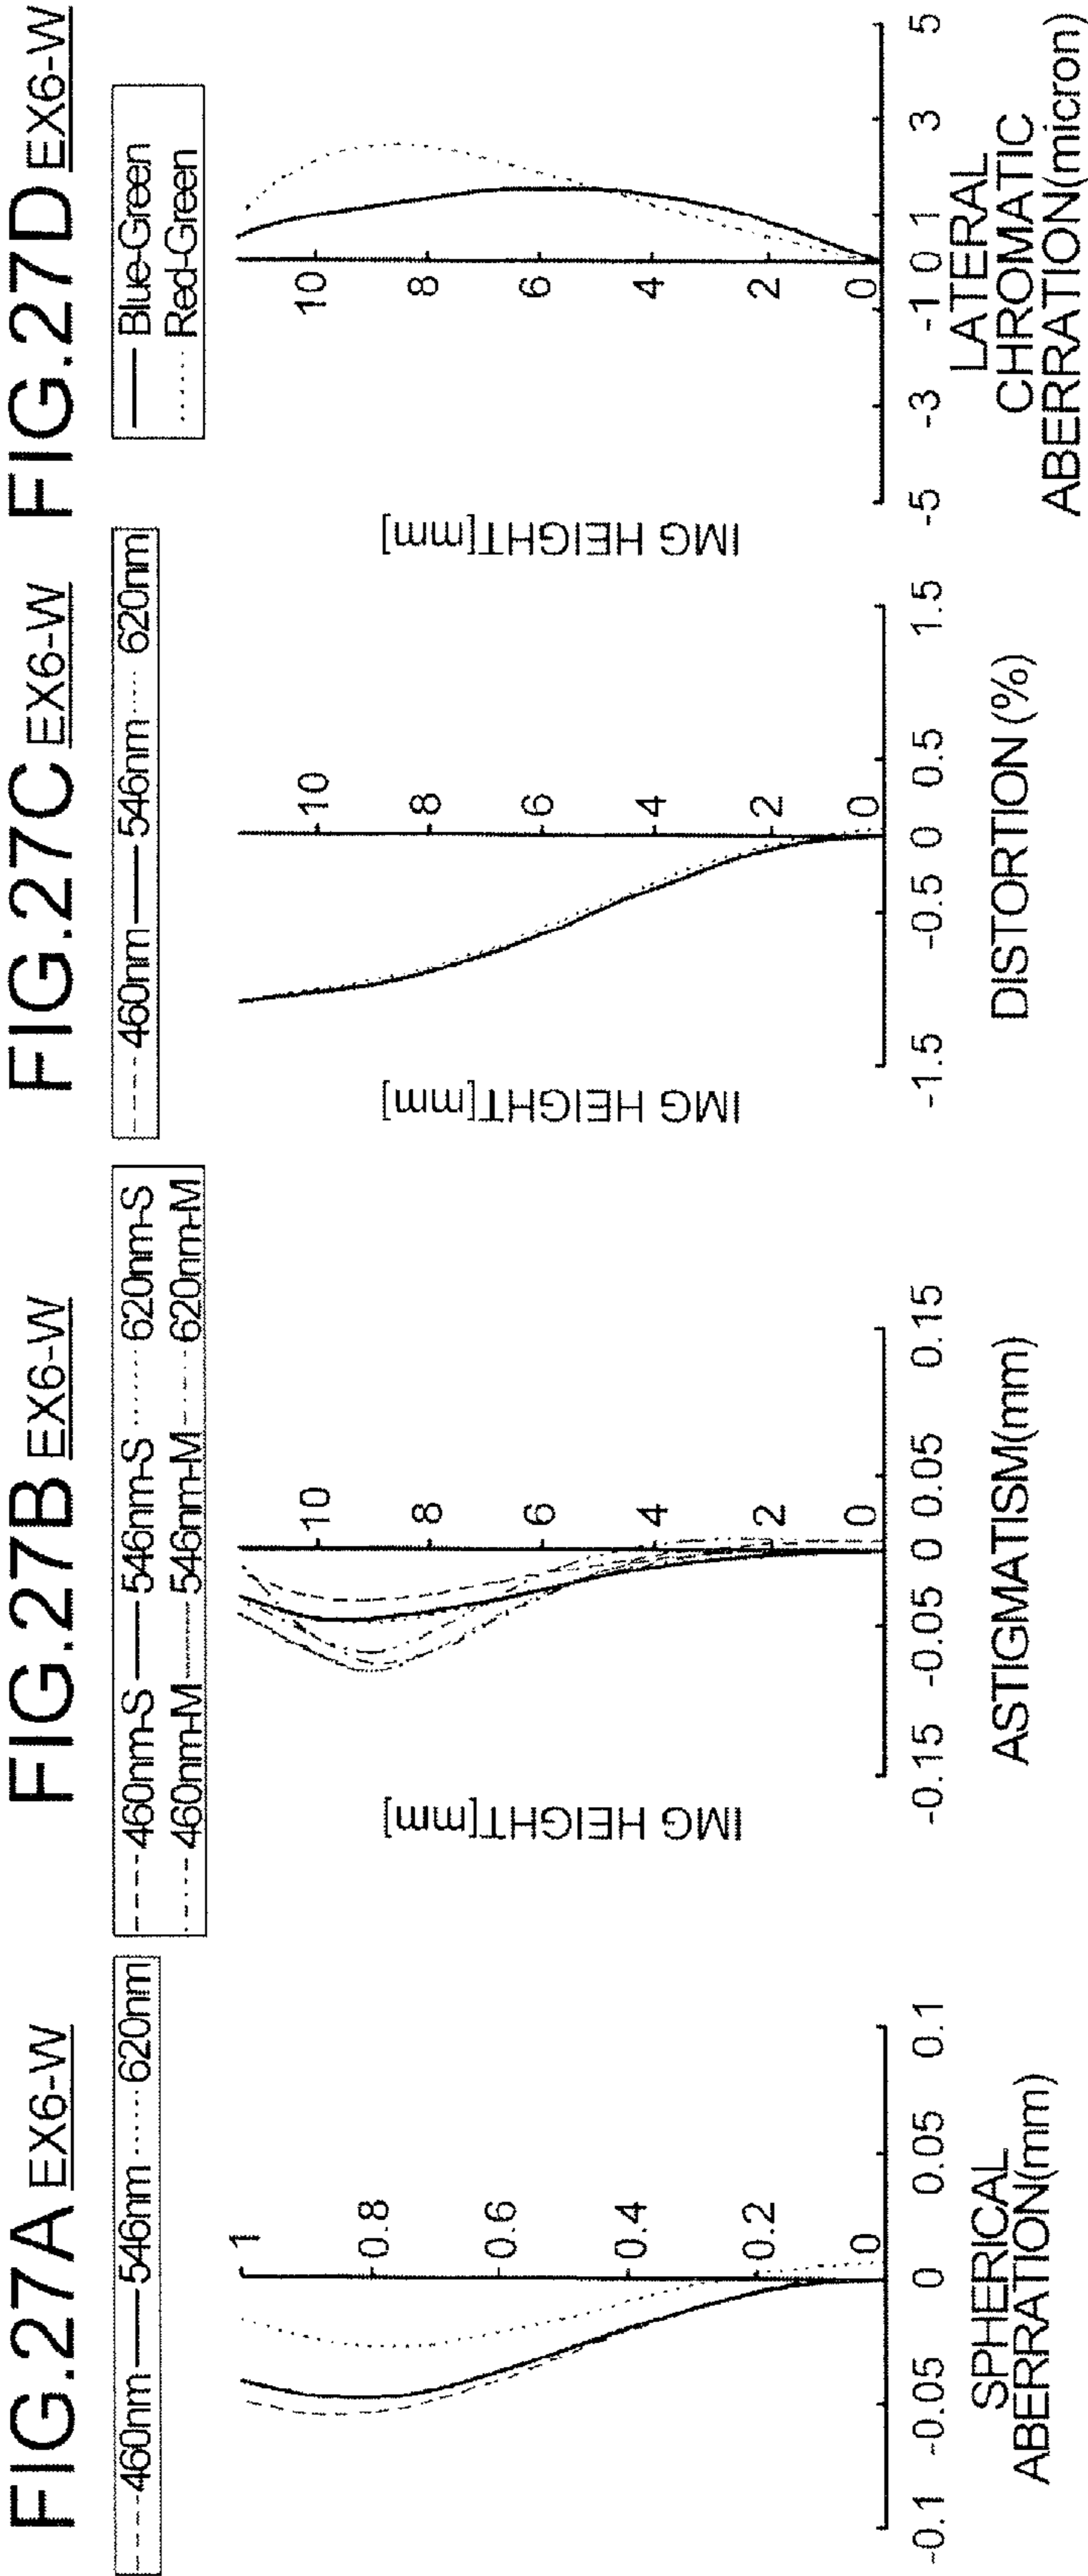 FIG.27A EX6-W
--- 460nm —— 546nm ······ 620nm
1
0.8
0.6
0.4
0.2
0
-0.1 -0.05 0 0.05 0.1
SPHERICAL
ABERRATION(mm)
FIG.27B EX6-W
--- 460nm-S —— 546nm-S ······ 620nm-S
-··- 460nm-M —— 546nm-M -·- 620nm-M
IMG HEIGHT[mm]
10
8
6
4
2
0
-0.15 -0.05 0 0.05 0.15
ASTIGMATISM(mm)
FIG.27C EX6-W
--- 460nm —— 546nm ······ 620nm
IMG HEIGHT[mm]
10
8
6
4
2
0
-1.5 -0.5 0 0.5 1.5
DISTORTION (%)
FIG.27D EX6-W
—— Blue-Green
······ Red-Green
IMG HEIGHT[mm]
10
8
6
4
2
0
-5 -3 -1 0 1 3 5
LATERAL
CHROMATIC
ABERRATION(micron)